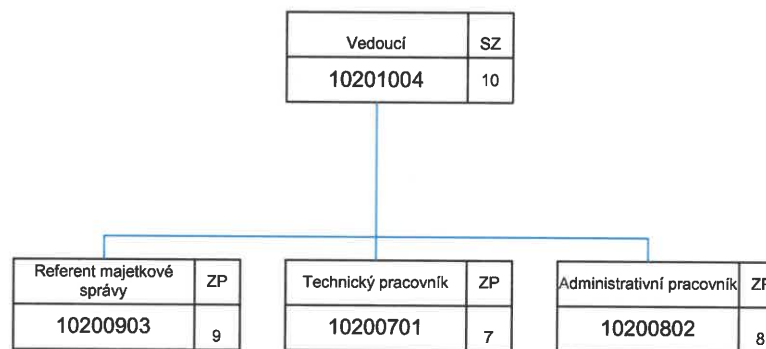 Vedoucí SZ
10201004 10
Referent majetkové
správy ZP
10200903 9
Technický pracovník ZP
10200701 7
Administrativní pracovník ZP
10200802 8